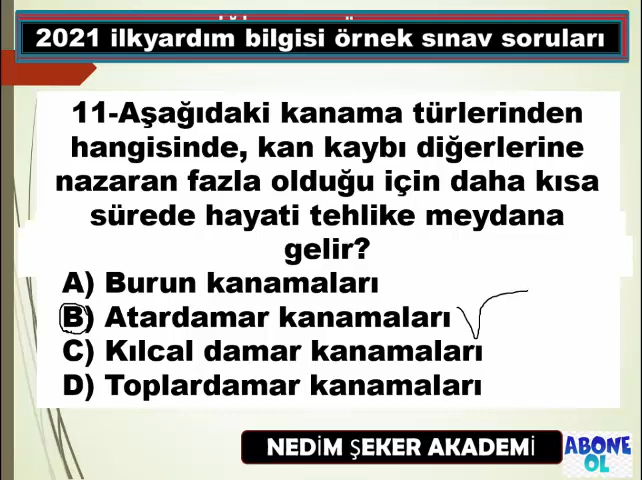 2021 ilkyardım bilgisi örnek sınav soruları
11-Aşağıdaki kanama türlerinden
hangisinde, kan kaybı diğerlerine
nazaran fazla olduğu için daha kısa
sürede hayati tehlike meydana
gelir?
A) Burun kanamaları
B) Atardamar kanamaları
C) Kılcal damar kanamaları
D) Toplardamar kanamaları
NEDİM ŞEKER AKADEMİ
ABONE
OL